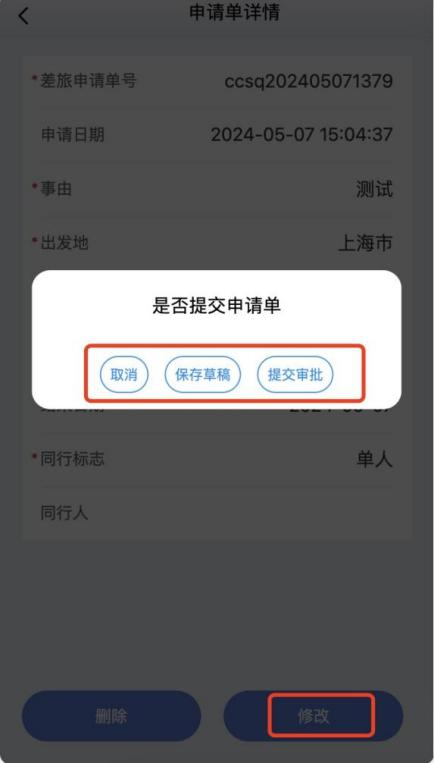 申请单详情
*差旅申请单号 ccsq202405071379
申请日期 2024-05-07 15:04:37
*事由 测试
*出发地 上海市
是否提交申请单
取消 保存草稿 提交审批
*同行标志 单人
同行人
删除 修改